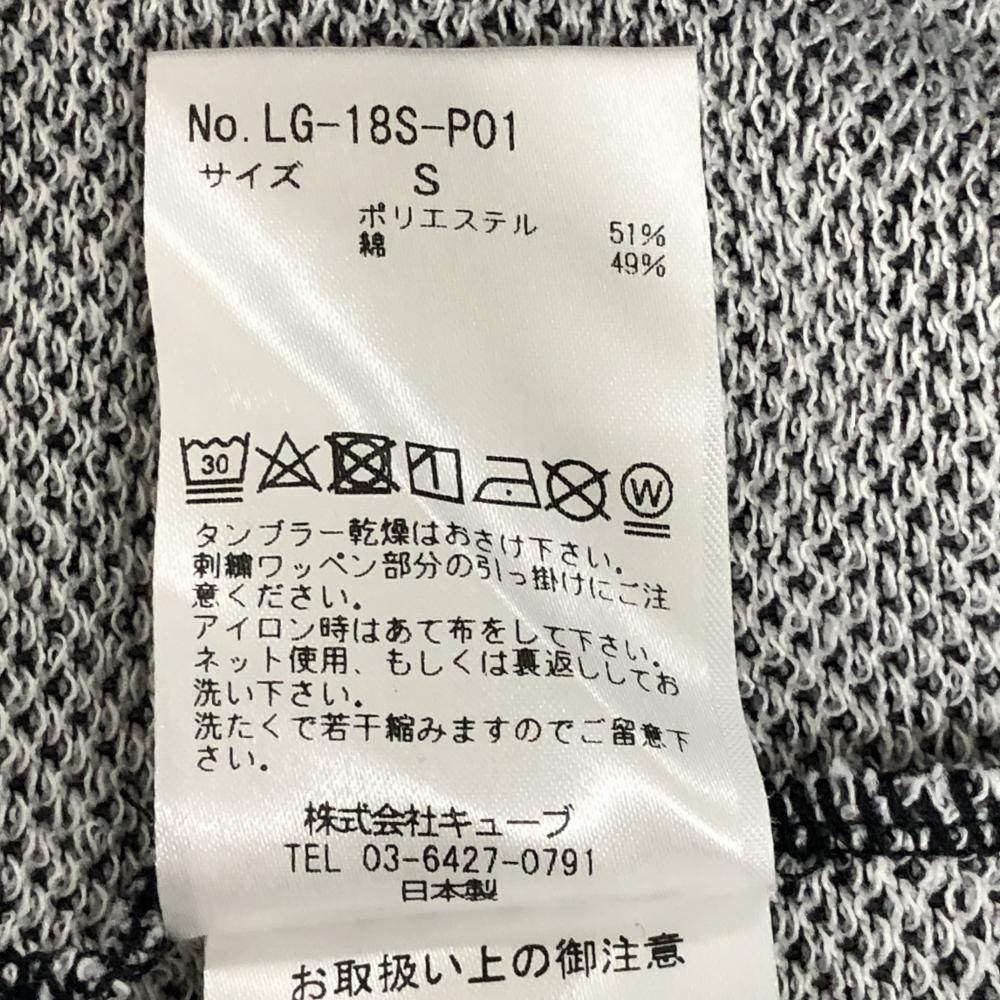 No.LG-18S-P01
サイズ S
ポリエステル 51%
綿 49%
30
W
タンブラー乾燥はおさけ下さい。
刺繍ワッペン部分の引っ掛けにご注
意ください。
アイロン時はあて布をして下さい。
ネット使用、もしくは裏返ししてお
洗い下さい。
洗たくで若干縮みますのでご留意下
さい。
株式会社キューブ
TEL 03-6427-0791
日本製
お取扱い上の御注意